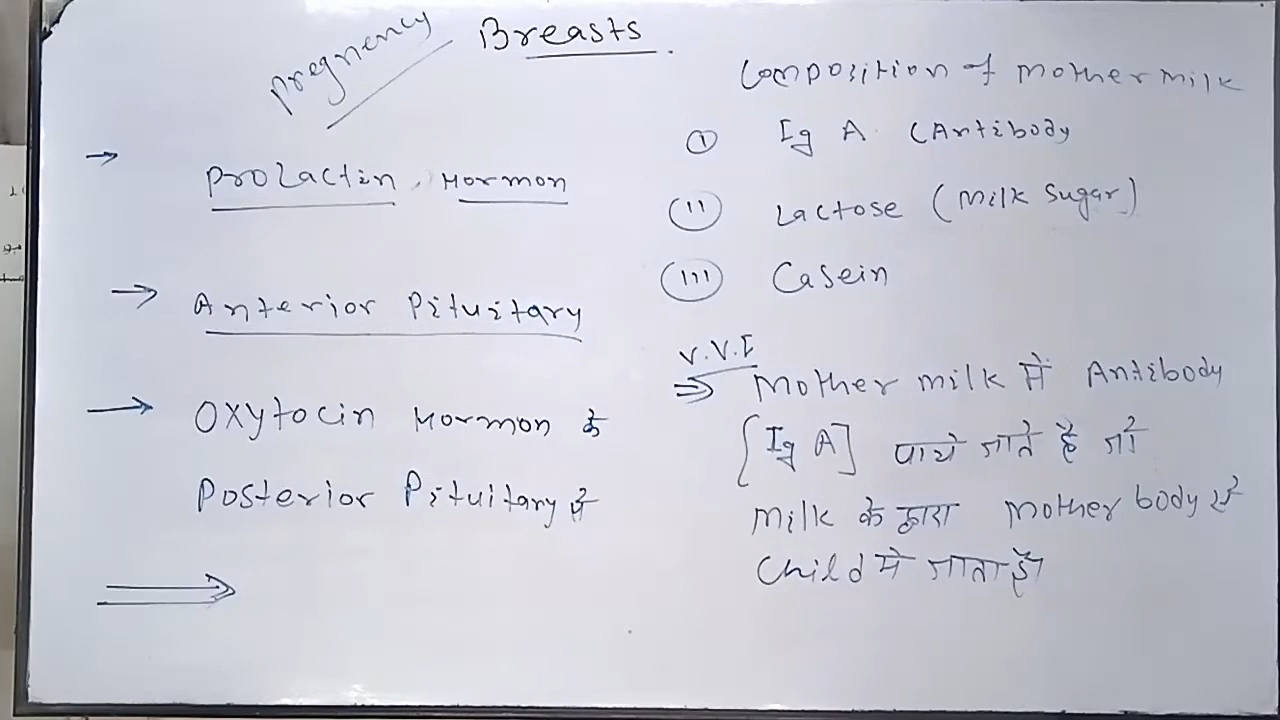 pregnency
Breasts
→ Prolactin, Hormon
→ Anterior Pituitary
→ Oxytocin Hormon के
Posterior Pituitary से
⇒
Composition of mother milk
(i) Ig A (Antibody
(ii) Lactose (Milk Sugar)
(iii) Casein
V.V.I
⇒ Mother milk में Antibody
[Ig A] पाये जाते है जो
milk के द्वारा mother body से
child मे जाता है।